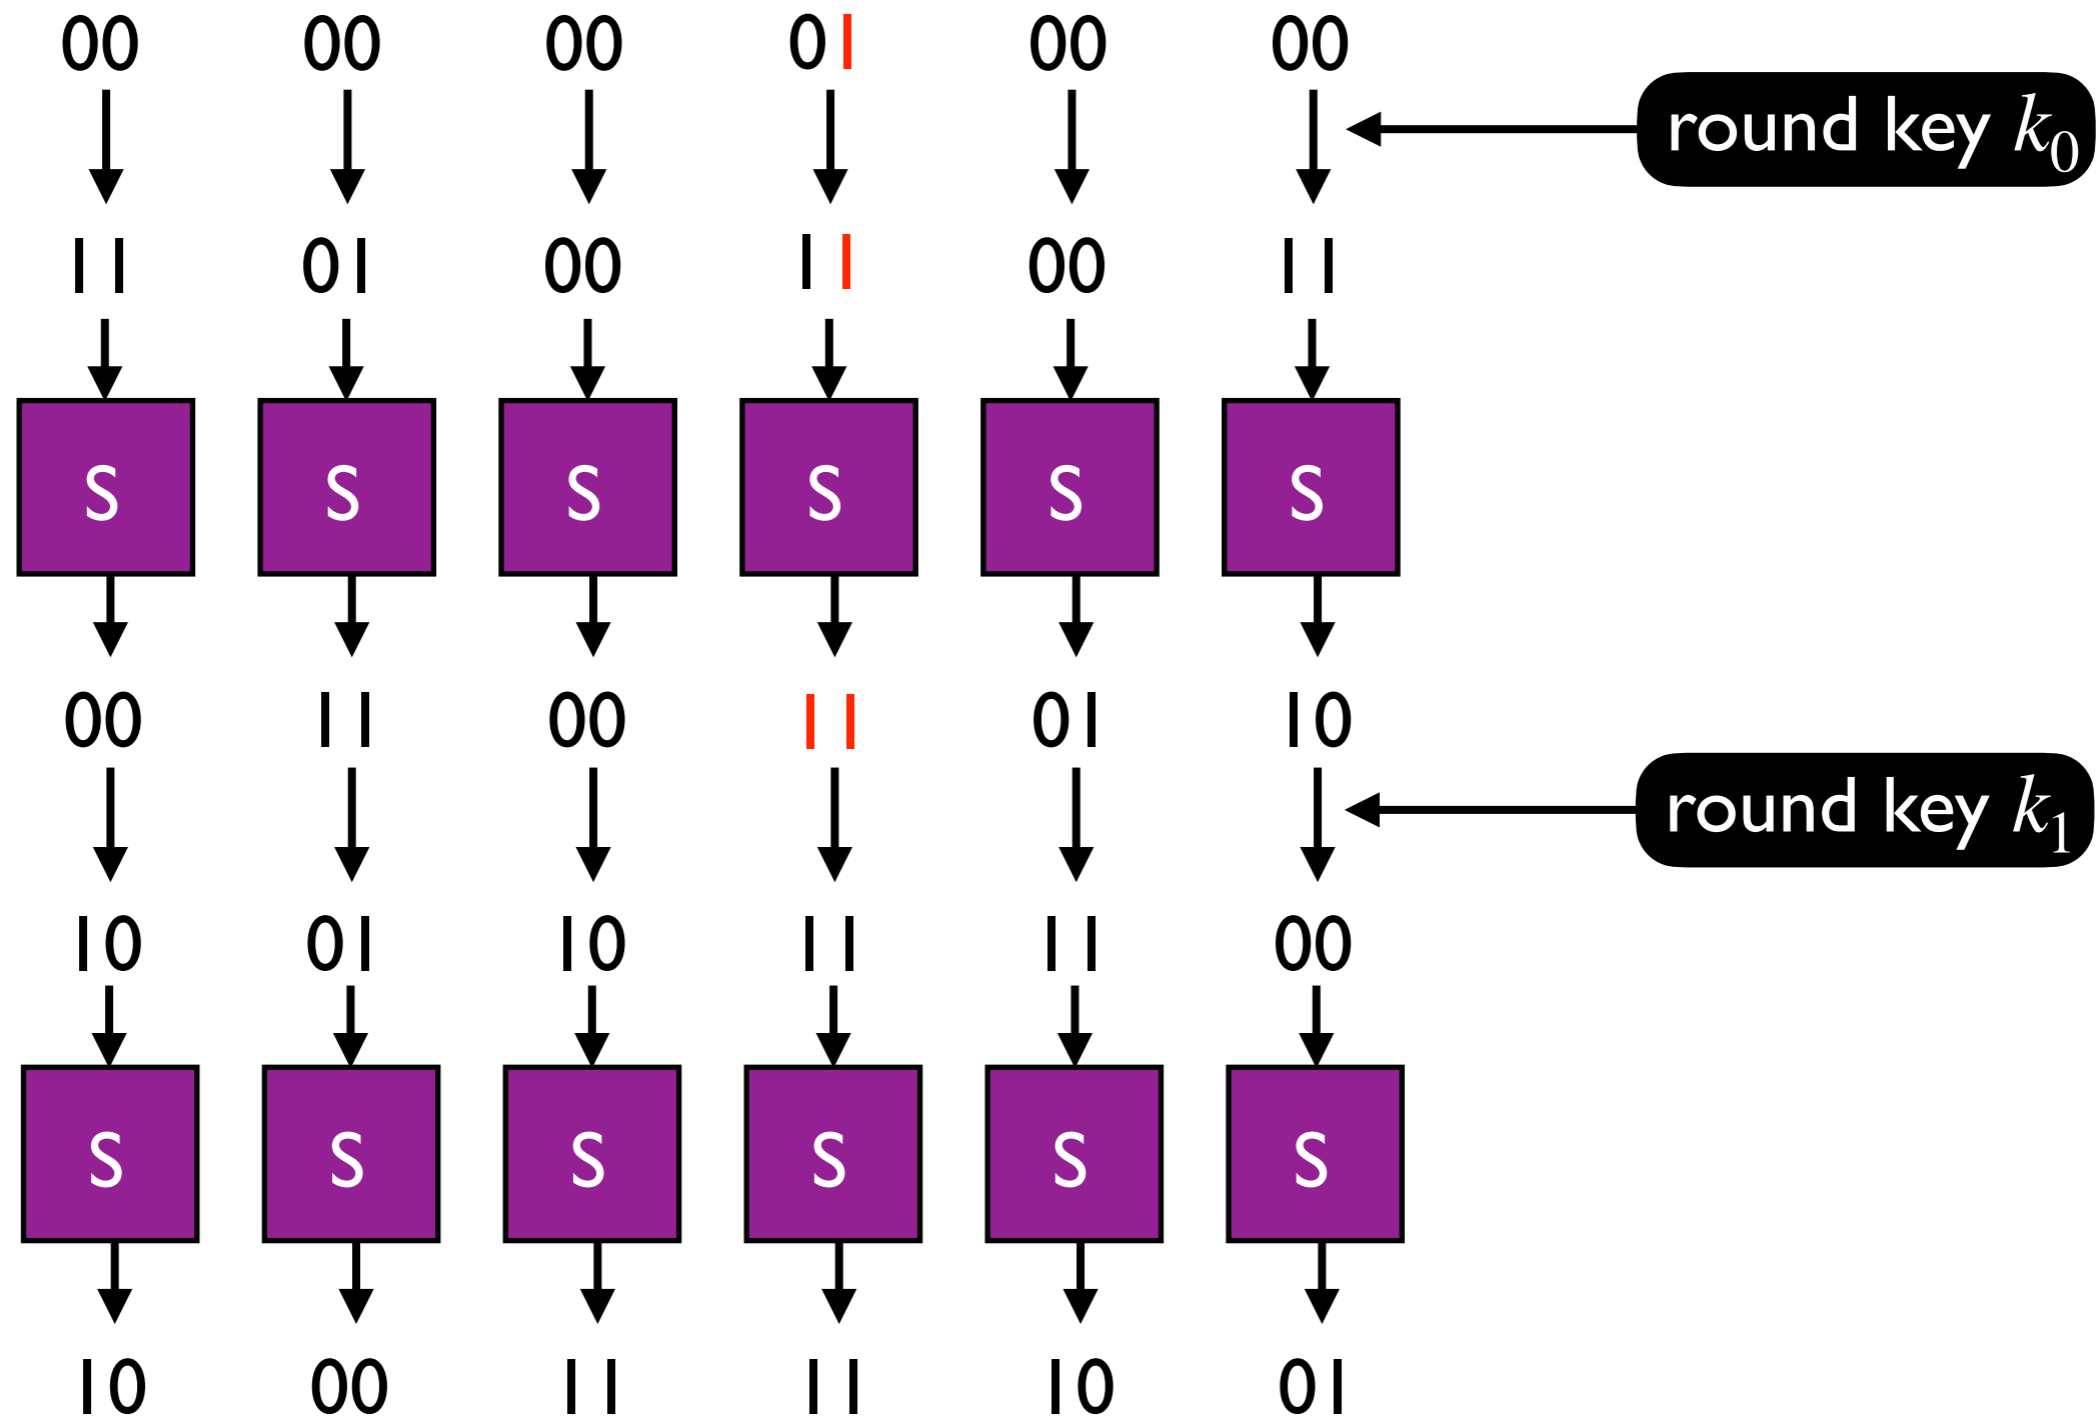 00 00 00 01 00 00
round key k0
11 01 00 11 00 11
S S S S S S
00 11 00 11 01 10
round key k1
10 01 10 11 11 00
S S S S S S
10 00 11 11 10 01